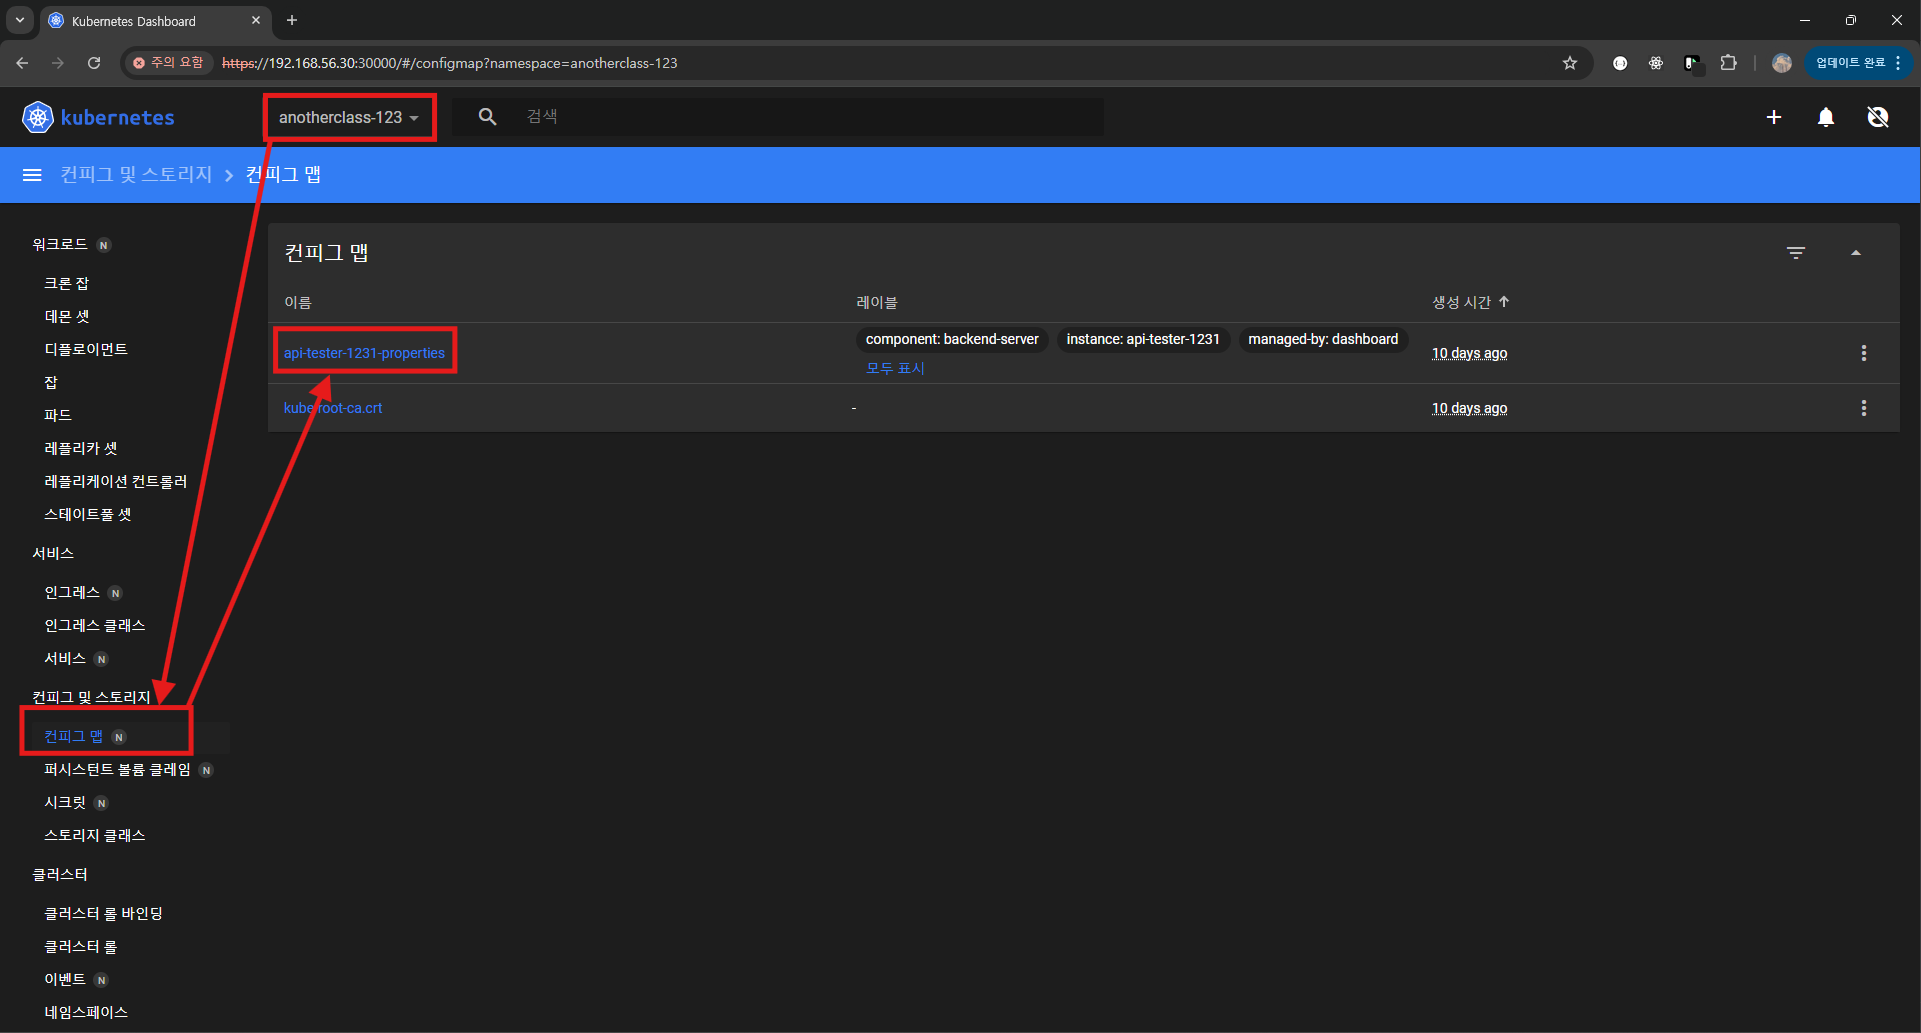 Kubernetes Dashboard
주의 요함 https://192.168.56.30:30000/#/configmap?namespace=anotherclass-123 업데이트 완료
kubernetes anotherclass-123 검색
컨피그 및 스토리지 > 컨피그 맵
워크로드 N
크론 잡
데몬 셋
디플로이먼트
잡
파드
레플리카 셋
레플리케이션 컨트롤러
스테이트풀 셋
서비스
인그레스 N
인그레스 클래스
서비스 N
컨피그 및 스토리지
컨피그 맵 N
퍼시스턴트 볼륨 클레임 N
시크릿 N
스토리지 클래스
클러스터
클러스터 롤 바인딩
클러스터 롤
이벤트 N
네임스페이스
컨피그 맵
이름 레이블 생성 시간
api-tester-1231-properties component: backend-server instance: api-tester-1231 managed-by: dashboard 10 days ago
모두 표시
kube-root-ca.crt - 10 days ago